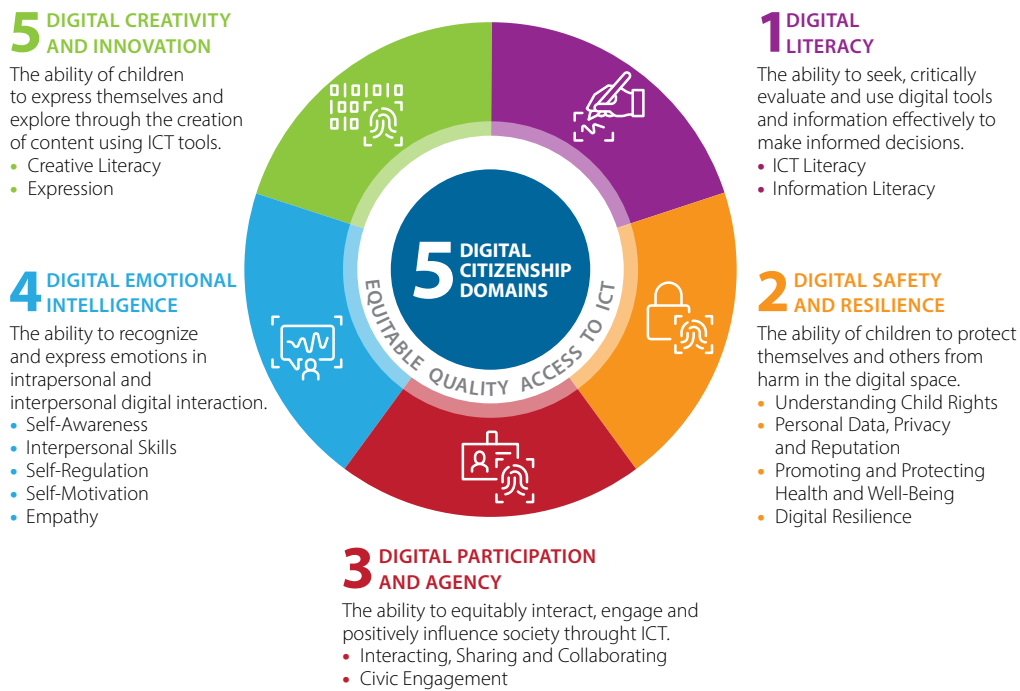 5 DIGITAL CREATIVITY
AND INNOVATION
The ability of children
to express themselves and
explore through the creation
of content using ICT tools.
• Creative Literacy
• Expression
1 DIGITAL
LITERACY
The ability to seek, critically
evaluate and use digital tools
and information effectively to
make informed decisions.
• ICT Literacy
• Information Literacy
5 DIGITAL
CITIZENSHIP
DOMAINS
EQUITABLE QUALITY ACCESS TO ICT
4 DIGITAL EMOTIONAL
INTELLIGENCE
The ability to recognize
and express emotions in
intrapersonal and
interpersonal digital interaction.
• Self-Awareness
• Interpersonal Skills
• Self-Regulation
• Self-Motivation
• Empathy
2 DIGITAL SAFETY
AND RESILIENCE
The ability of children to protect
themselves and others from
harm in the digital space.
• Understanding Child Rights
• Personal Data, Privacy
and Reputation
• Promoting and Protecting
Health and Well-Being
• Digital Resilience
3 DIGITAL PARTICIPATION
AND AGENCY
The ability to equitably interact, engage and
positively influence society throught ICT.
• Interacting, Sharing and Collaborating
• Civic Engagement